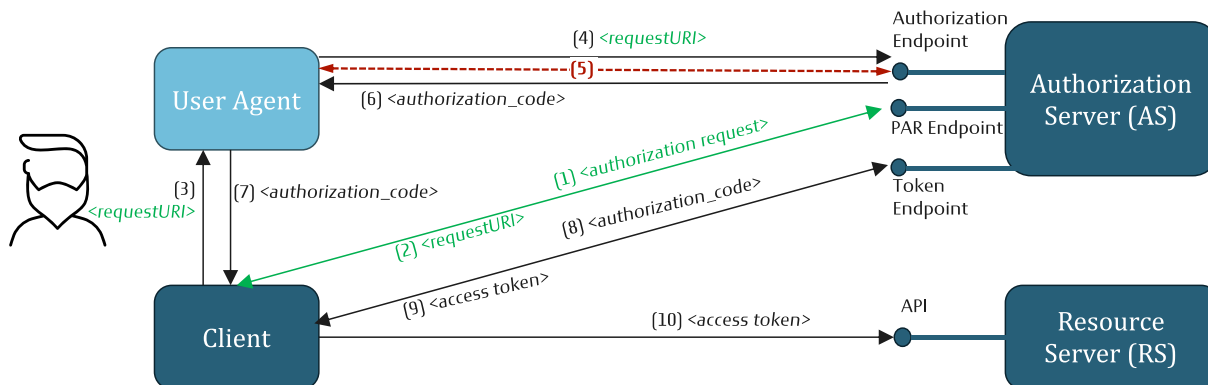 Authorization
Endpoint
(4) <requestURI>
(5)
(6) <authorization_code>
User Agent
Authorization
Server (AS)
PAR Endpoint
(1) <authorization request>
(2) <requestURI>
(3)
<requestURI>
(7) <authorization_code>
Token
Endpoint
(8) <authorization_code>
(9) <access token>
Client
(10) <access token>
API
Resource
Server (RS)